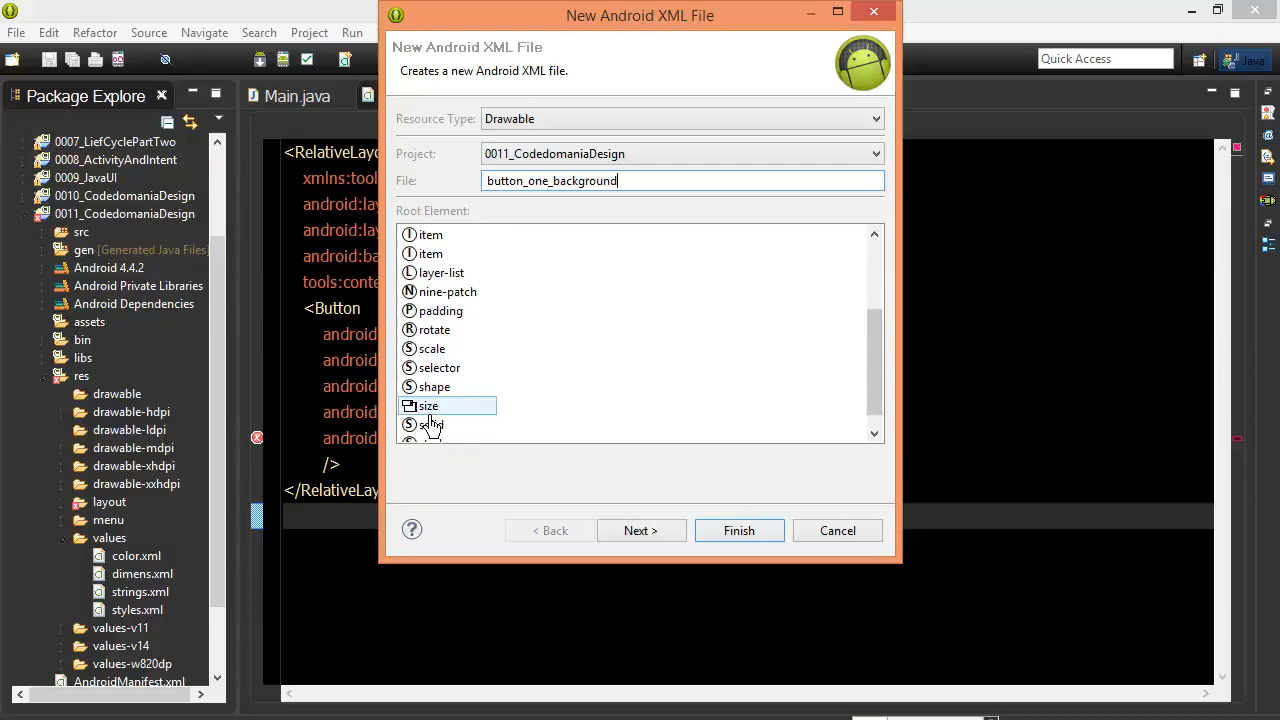 New Android XML File
File Edit Refactor Source Navigate Search Project Run
New Android XML File
Creates a new Android XML file.
Quick Access
Java
Package Explore
Main.java
Resource Type: Drawable
Project: 0011_CodedomaniaDesign
File: button_one_background
Root Element:
item
item
layer-list
nine-patch
padding
rotate
scale
selector
shape
size
< Back
Next >
Finish
Cancel
0007_LiefCyclePartTwo
0008_ActivityAndIntent
0009_JavaUI
0010_CodedomaniaDesign
0011_CodedomaniaDesign
src
gen [Generated Java Files]
Android 4.4.2
Android Private Libraries
Android Dependencies
assets
bin
libs
res
drawable
drawable-hdpi
drawable-ldpi
drawable-mdpi
drawable-xhdpi
drawable-xxhdpi
layout
menu
values
color.xml
dimens.xml
strings.xml
styles.xml
values-v11
values-v14
values-w820dp
AndroidManifest.xml
<RelativeLayo
xmlns:tool
android:lay
android:lay
android:ba
tools:conte
<Button
android
android
android
android
android
/>
</RelativeLay